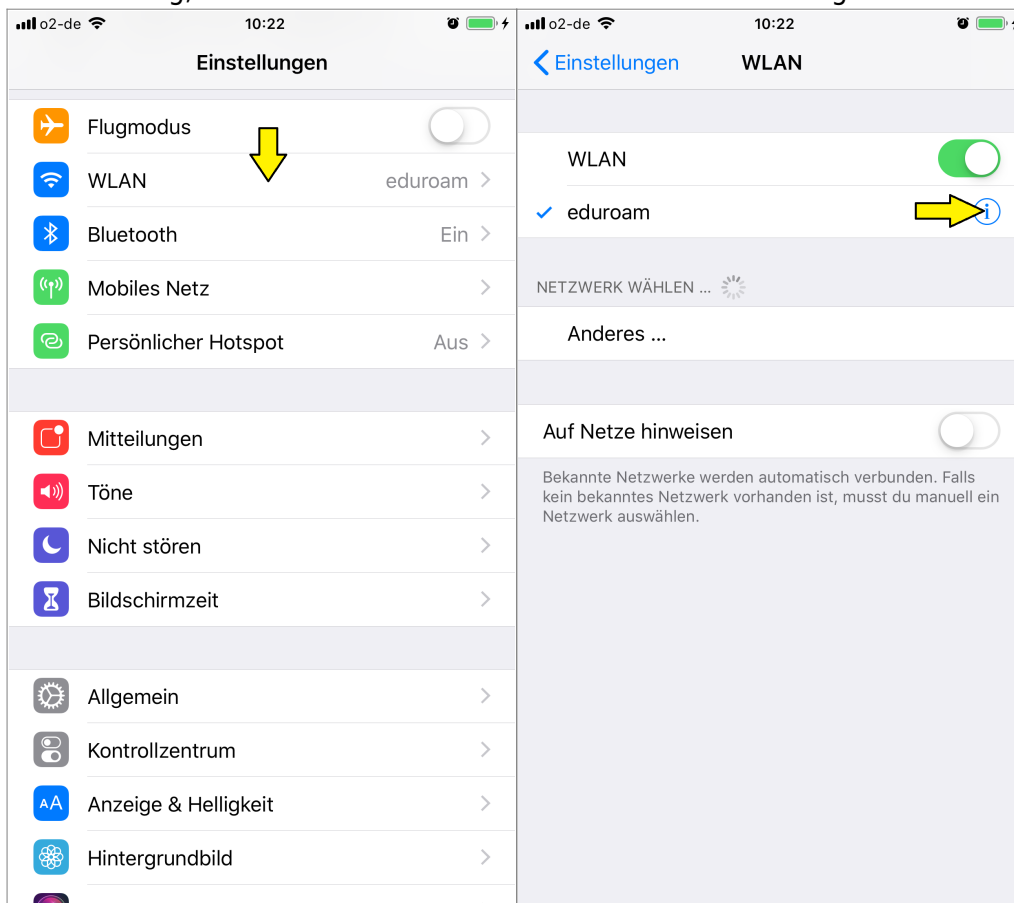 o2-de 10:22
Einstellungen
Flugmodus
WLAN eduroam
Bluetooth Ein
Mobiles Netz
Persönlicher Hotspot Aus
Mitteilungen
Töne
Nicht stören
Bildschirmzeit
Allgemein
Kontrollzentrum
AA Anzeige & Helligkeit
Hintergrundbild
o2-de 10:22
Einstellungen WLAN
WLAN
eduroam i
NETZWERK WÄHLEN ...
Anderes ...
Auf Netze hinweisen
Bekannte Netzwerke werden automatisch verbunden. Falls
kein bekanntes Netzwerk vorhanden ist, musst du manuell ein
Netzwerk auswählen.